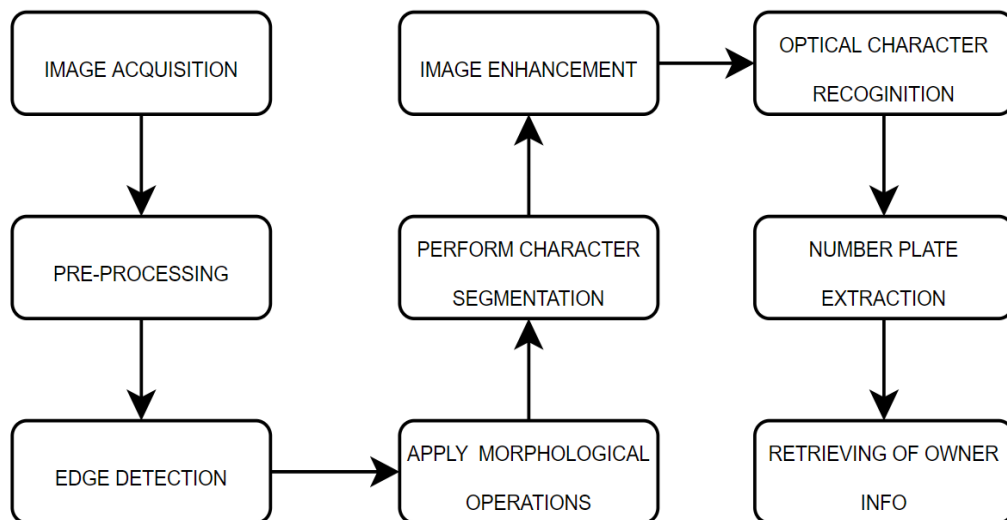 IMAGE ACQUISITION
PRE-PROCESSING
EDGE DETECTION
APPLY  MORPHOLOGICAL
OPERATIONS
PERFORM CHARACTER
SEGMENTATION
IMAGE ENHANCEMENT
OPTICAL CHARACTER
RECOGINITION
NUMBER PLATE
EXTRACTION
RETRIEVING OF OWNER
INFO